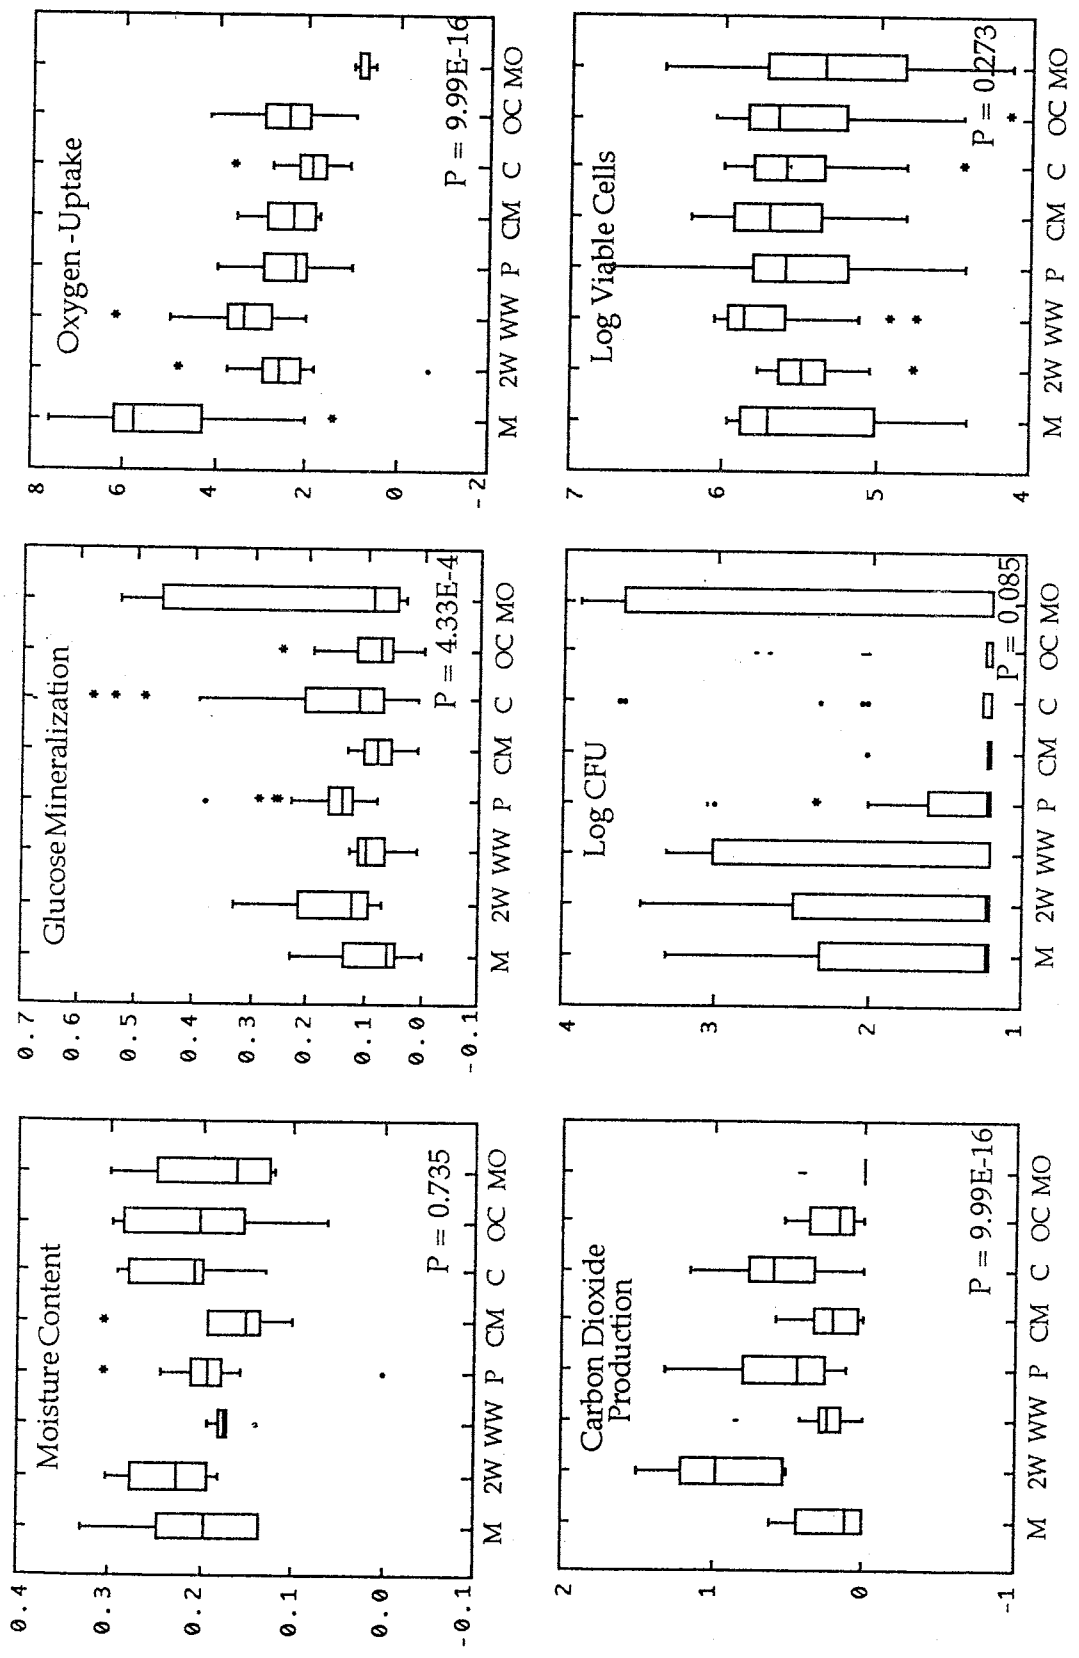 Moisture Content
0.4
0.3
0.2
0.1
0.0
-0.1
P = 0.735
M 2W WW P CM C OC MO
Glucose Mineralization
0.7
0.6
0.5
0.4
0.3
0.2
0.1
0.0
-0.1
P = 4.33E-4
M 2W WW P CM C OC MO
Oxygen -Uptake
8
6
4
2
0
-2
P = 9.99E-16
M 2W WW P CM C OC MO
Carbon Dioxide
Production
2
1
0
-1
P = 9.99E-16
M 2W WW P CM C OC MO
Log CFU
4
3
2
1
P = 0.085
M 2W WW P CM C OC MO
Log Viable Cells
7
6
5
4
P = 0.273
M 2W WW P CM C OC MO